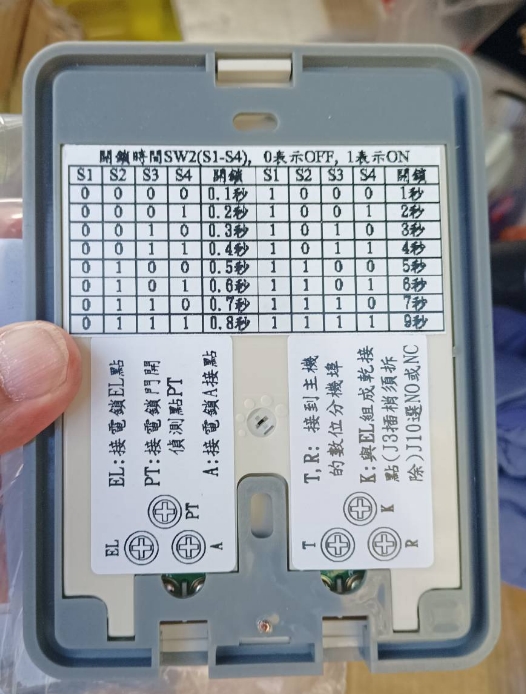 開鎖時間SW2(S1-S4), 0表示OFF, 1表示ON
S1 S2 S3 S4 開鎖 S1 S2 S3 S4 開鎖
0 0 0 0 0.1秒 1 0 0 0 1秒
0 0 0 1 0.2秒 1 0 0 1 2秒
0 0 1 0 0.3秒 1 0 1 0 3秒
0 0 1 1 0.4秒 1 0 1 1 4秒
0 1 0 0 0.5秒 1 1 0 0 5秒
0 1 0 1 0.6秒 1 1 0 1 6秒
0 1 1 0 0.7秒 1 1 1 0 7秒
0 1 1 1 0.8秒 1 1 1 1 9秒
EL:接電鎖EL點
PT:接電鎖門開
偵測點PT
A:接電鎖A接點
EL
PT
A
T,R: 接到主機
的數位分機埠
K:與EL組成乾接
點(J3插梢須拆
除)J10選NO或NC
T
K
R